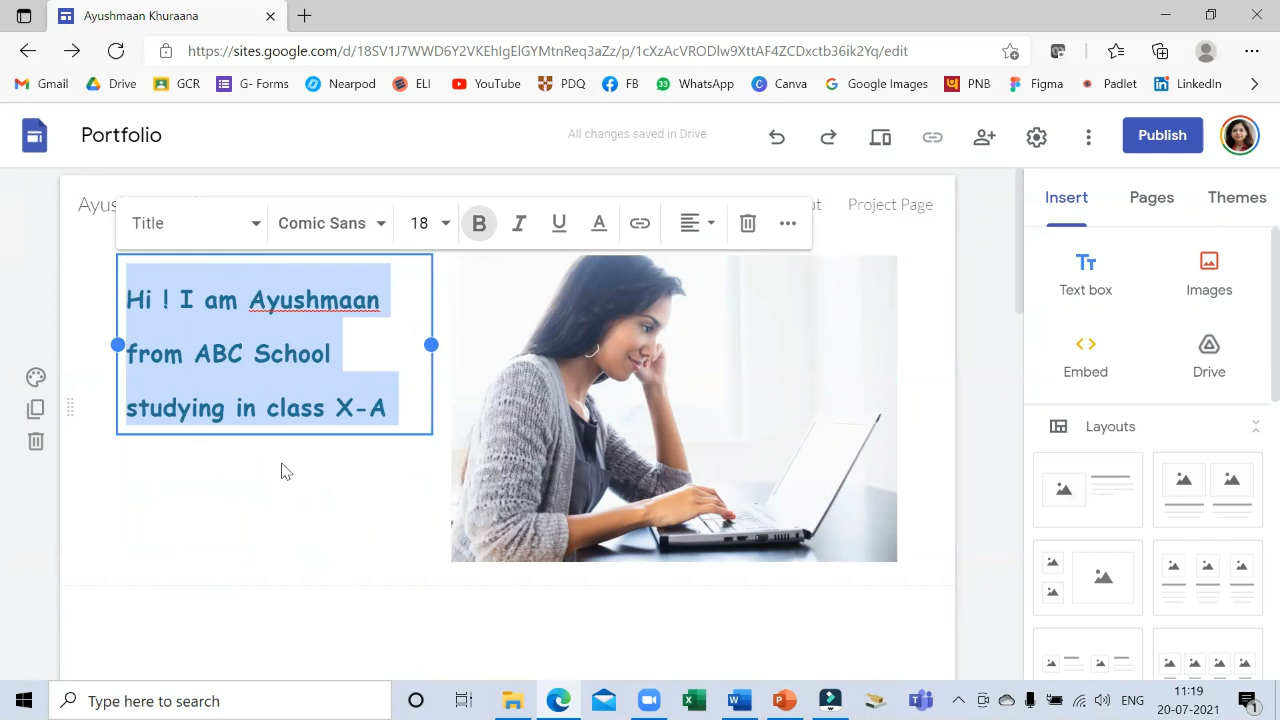 Ayushmaan Khuraana
https://sites.google.com/d/18SV1J7WWD6Y2VKEhIgElGYMtnReq3aZz/p/1cXzAcVRODlw9XttAF4ZCDxctb36ik2Yq/edit
Gmail Drive GCR G- Forms Nearpod ELI YouTube PDQ FB WhatsApp Canva Google Images PNB Figma Padlet LinkedIn
Portfolio All changes saved in Drive Publish
Insert Pages Themes
Project Page
Title Comic Sans 18 B I U A
Hi ! I am Ayushmaan
from ABC School
studying in class X-A
Tt
Text box Images
Embed Drive
Layouts
Type here to search
ENG
11:19
20-07-2021
1